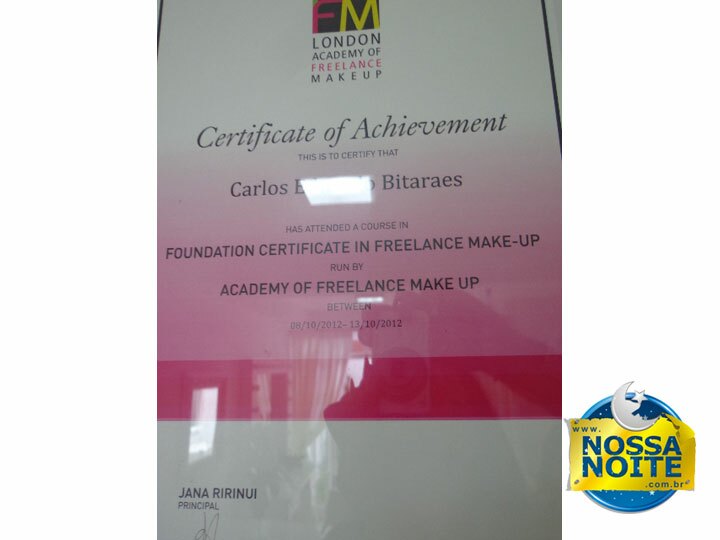 FM
LONDON
ACADEMY OF
FREELANCE
MAKEUP
Certificate of Achievement
THIS IS TO CERTIFY THAT
Carlos Bitaraes
HAS ATTENDED A COURSE IN
FOUNDATION CERTIFICATE IN FREELANCE MAKE-UP
RUN BY
ACADEMY OF FREELANCE MAKE UP
BETWEEN
08/10/2012- 13/10/2012
JANA RIRINUI
PRINCIPAL
www.
NOSSA
NOITE
.com.br